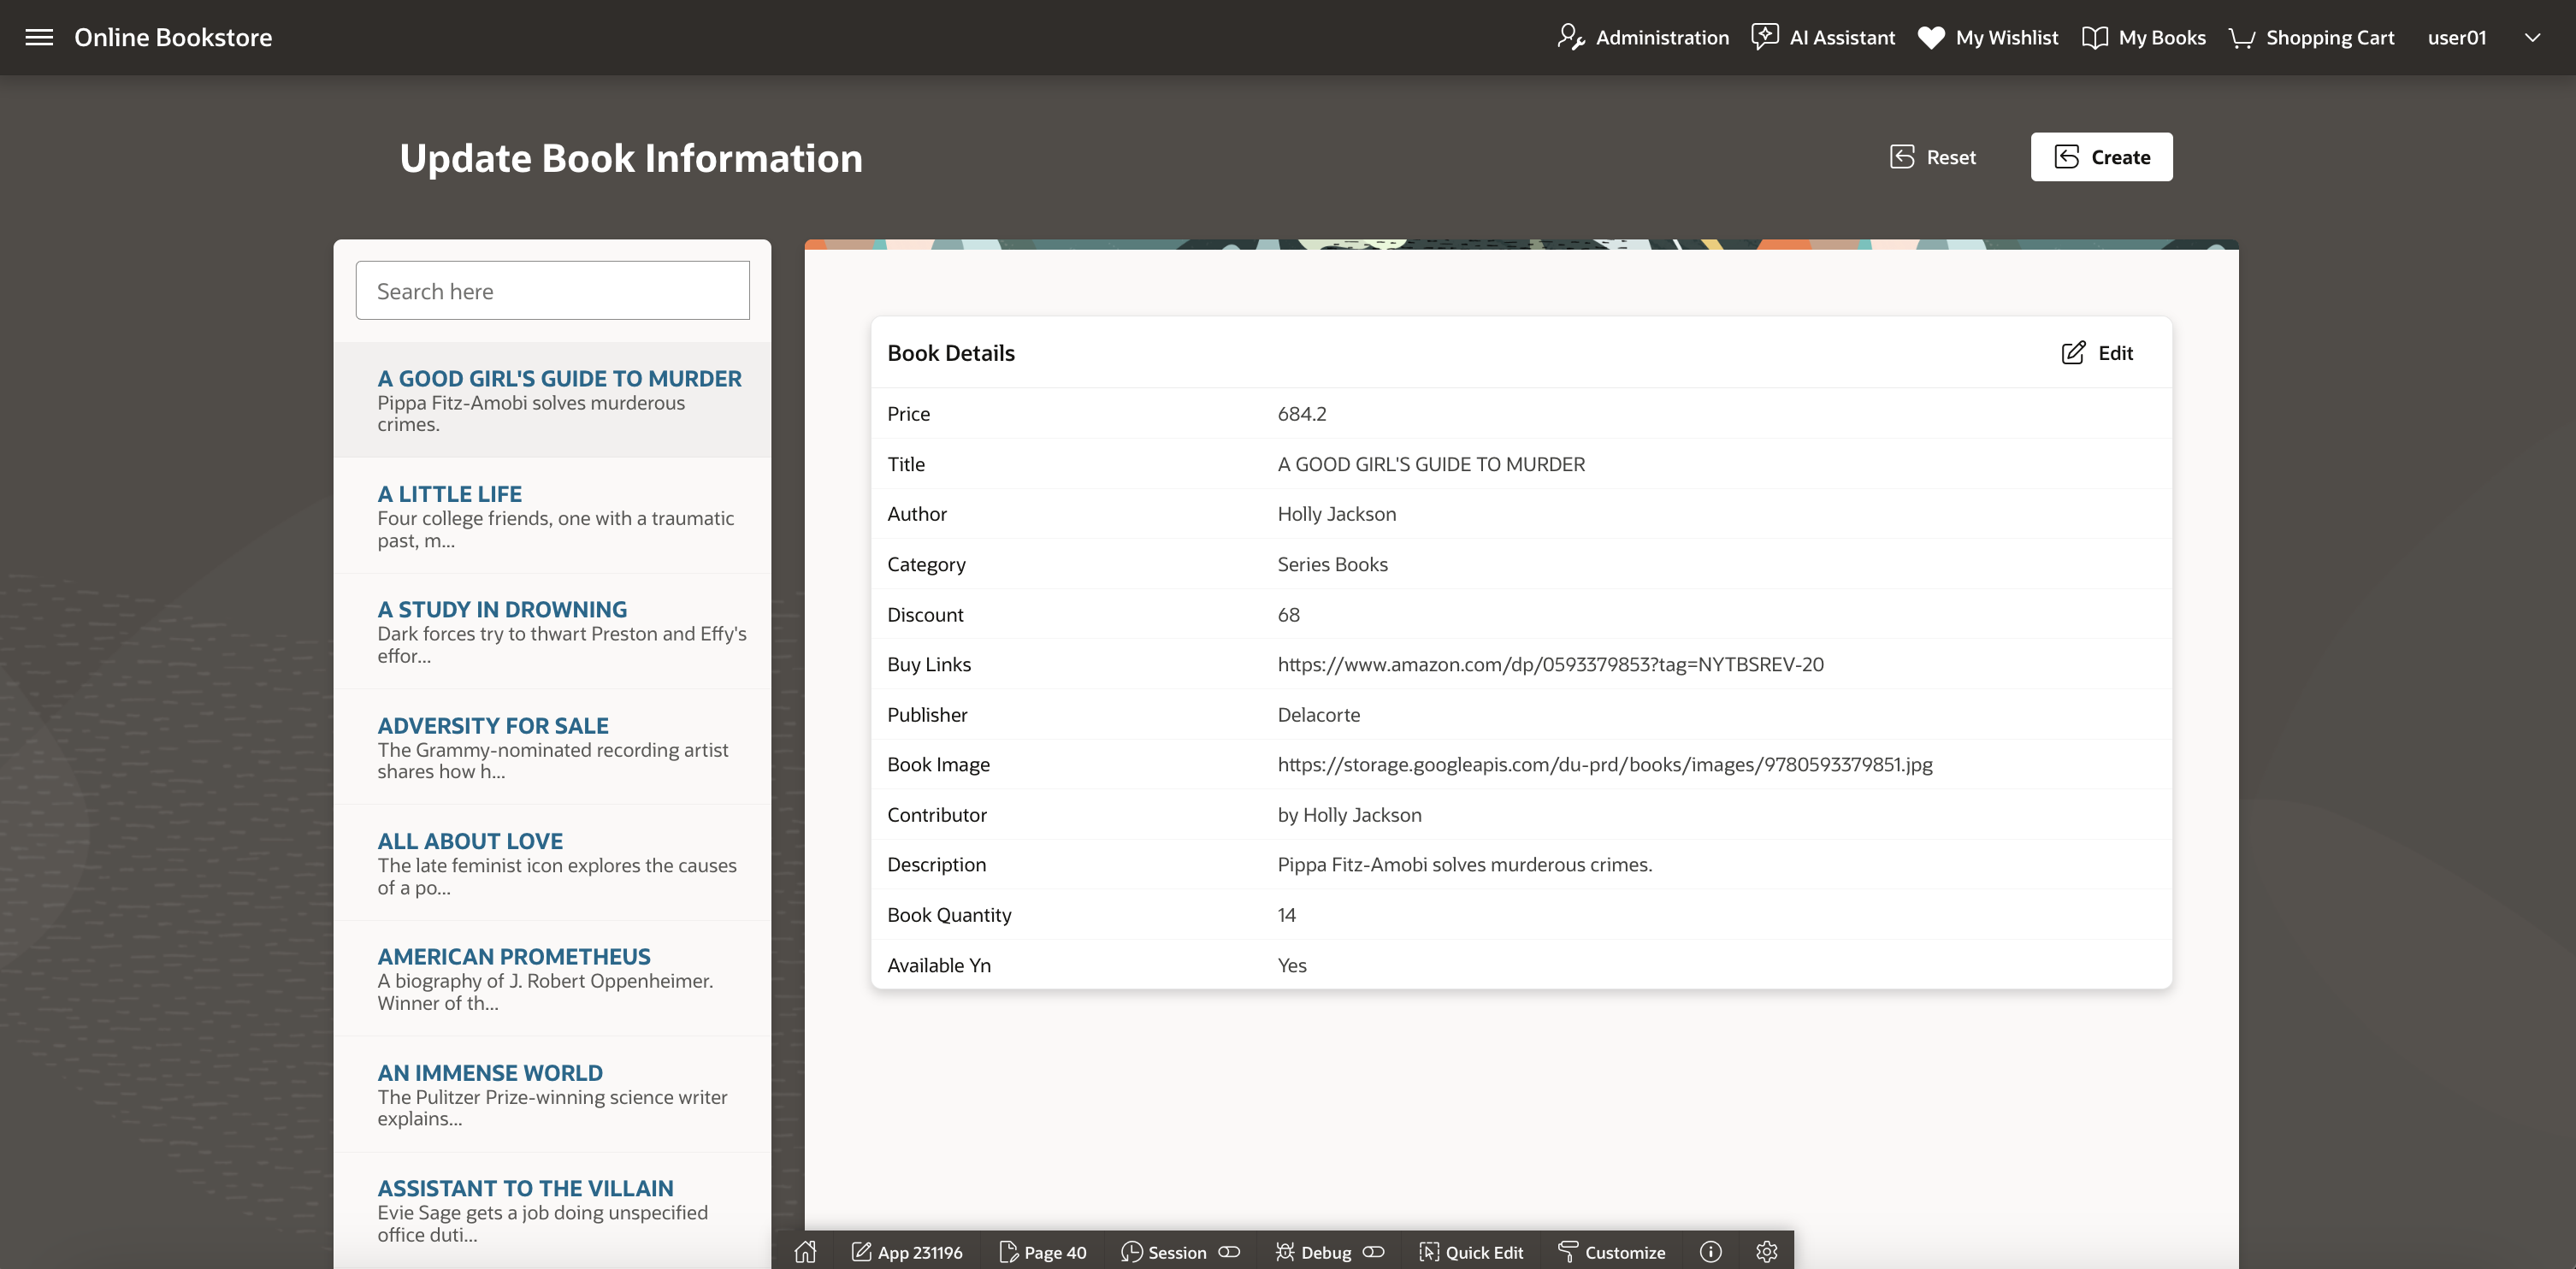 Online Bookstore
Administration
AI Assistant
My Wishlist
My Books
Shopping Cart
user01
Update Book Information
Reset
Create
Search here
A GOOD GIRL'S GUIDE TO MURDER
Pippa Fitz-Amobi solves murderous
crimes.
A LITTLE LIFE
Four college friends, one with a traumatic
past, m...
A STUDY IN DROWNING
Dark forces try to thwart Preston and Effy's
effor...
ADVERSITY FOR SALE
The Grammy-nominated recording artist
shares how h...
ALL ABOUT LOVE
The late feminist icon explores the causes
of a po...
AMERICAN PROMETHEUS
A biography of J. Robert Oppenheimer.
Winner of th...
AN IMMENSE WORLD
The Pulitzer Prize-winning science writer
explains...
ASSISTANT TO THE VILLAIN
Evie Sage gets a job doing unspecified
office duti...
Book Details
Edit
Price 684.2
Title A GOOD GIRL'S GUIDE TO MURDER
Author Holly Jackson
Category Series Books
Discount 68
Buy Links https://www.amazon.com/dp/0593379853?tag=NYTBSREV-20
Publisher Delacorte
Book Image https://storage.googleapis.com/du-prd/books/images/9780593379851.jpg
Contributor by Holly Jackson
Description Pippa Fitz-Amobi solves murderous crimes.
Book Quantity 14
Available Yn Yes
App 231196
Page 40
Session
Debug
Quick Edit
Customize